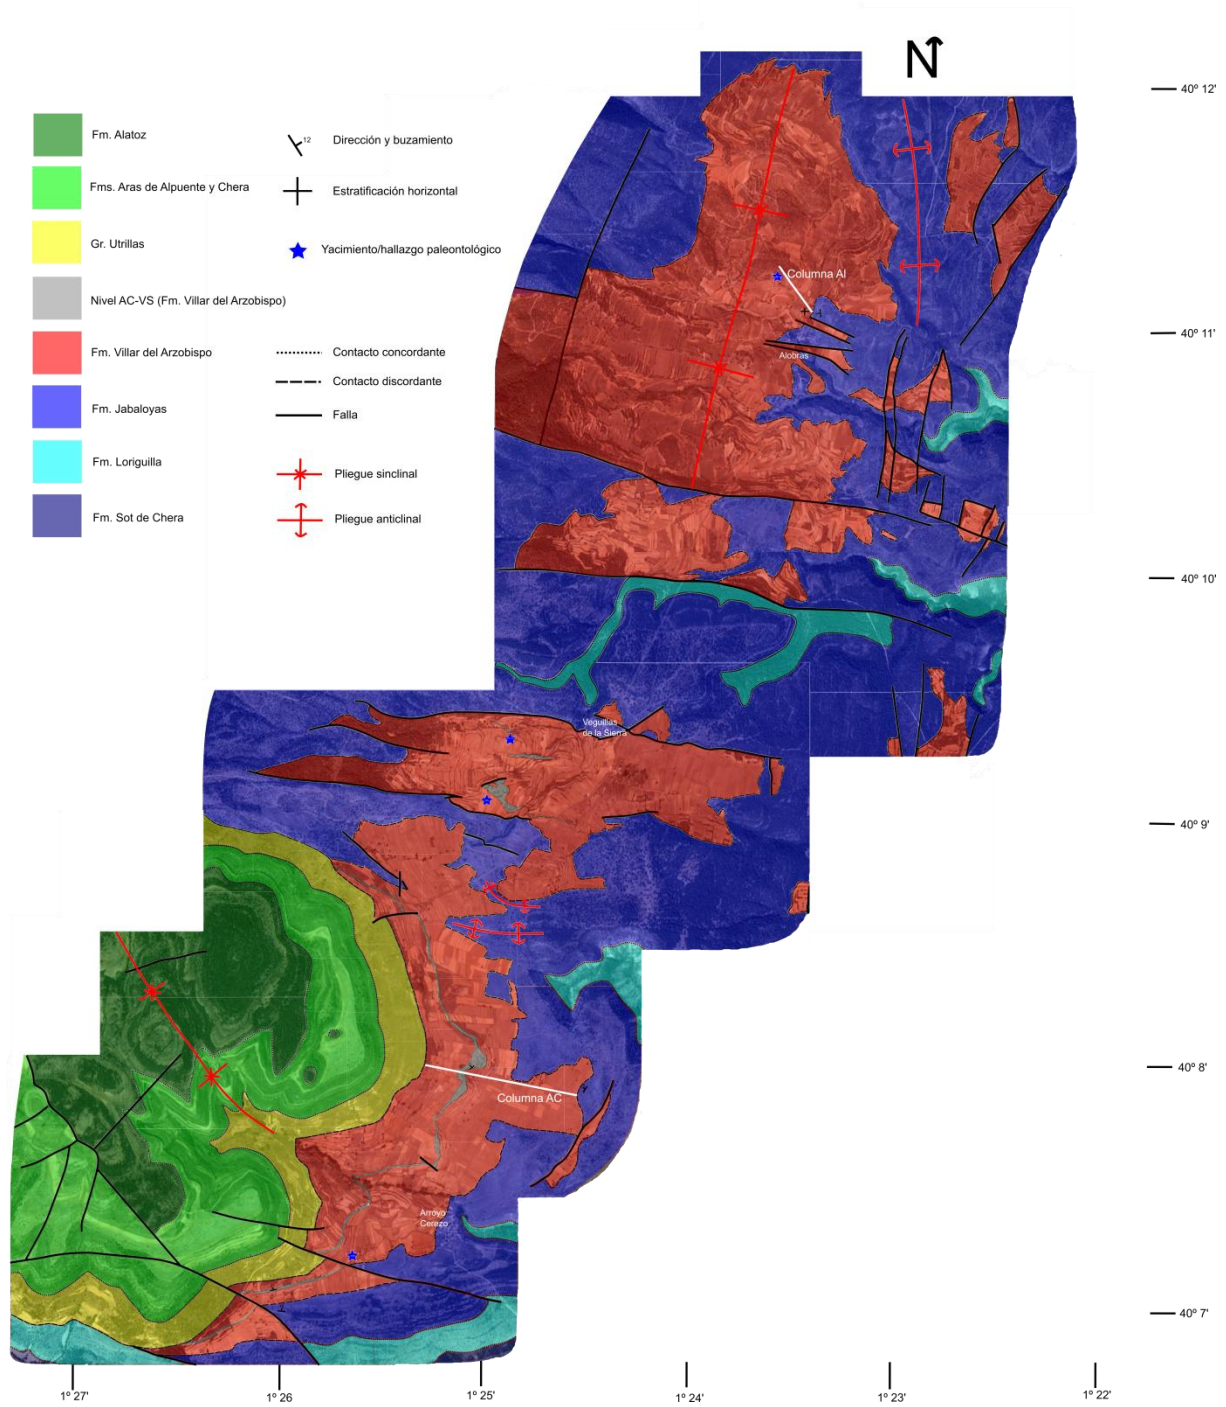 N
40º 12'
Fm. Alatoz
12
Dirección y buzamiento
Fms. Aras de Alpuente y Chera
Estratificación horizontal
Gr. Utrillas
Yacimiento/hallazgo paleontológico
Columna AI
Nivel AC-VS (Fm. Villar del Arzobispo)
40º 11'
Fm. Villar del Arzobispo
Contacto concordante
Alobras
Contacto discordante
Fm. Jabaloyas
Falla
Fm. Loriguilla
Pliegue sinclinal
Fm. Sot de Chera
Pliegue anticlinal
40º 10'
Veguillas
de la Sierra
40º 9'
40º 8'
Columna AC
Arroyo
Cerezo
40º 7'
1º 27'
1º 26
1º 25'
1º 24'
1º 23'
1º 22'